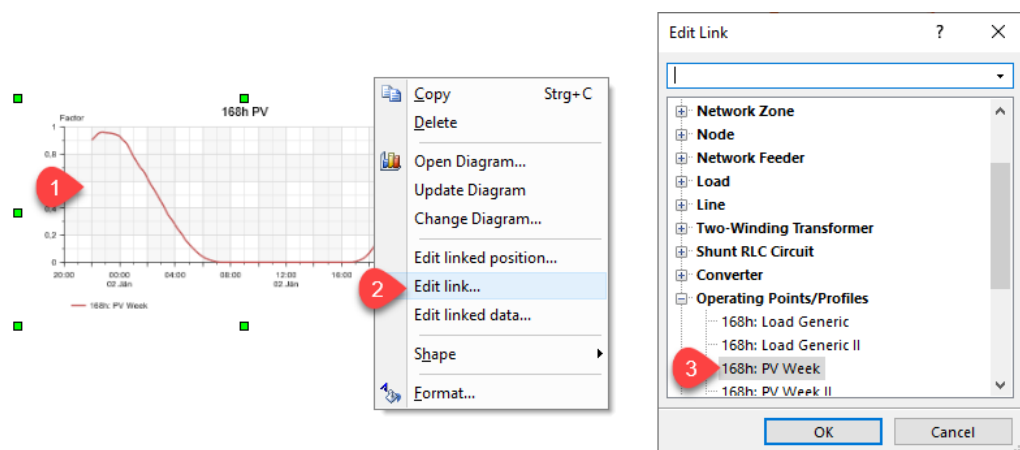 168h PV
Factor
1
0,8
0,4
0,2
0
20:00 00:00 04:00 08:00 12:00 16:00
02 Jän 02 Jän
168h: PV Week
1
Copy Strg+C
Delete
Open Diagram...
Update Diagram
Change Diagram...
Edit linked position...
2 Edit link...
Edit linked data...
Shape
Format...
Edit Link ? ×
Network Zone
Node
Network Feeder
Load
Line
Two-Winding Transformer
Shunt RLC Circuit
Converter
Operating Points/Profiles
168h: Load Generic
168h: Load Generic II
3 168h: PV Week
168h: PV Week II
OK Cancel